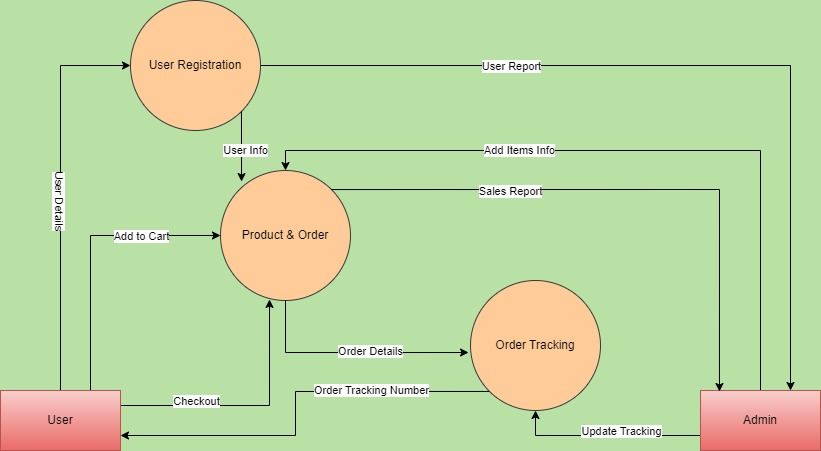 User Registration
User Report
User Info
Add Items Info
User Details
Sales Report
Add to Cart
Product & Order
Order Tracking
Order Details
Order Tracking Number
Checkout
User
Admin
Update Tracking